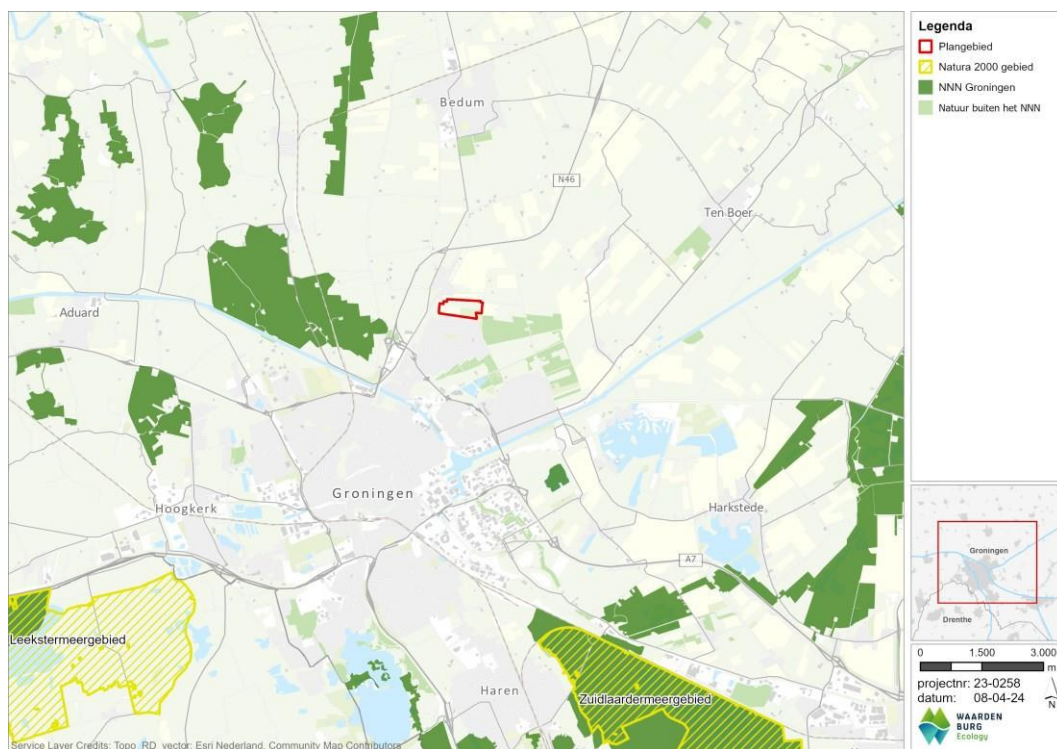 Bedum
N46
Ten Boer
Aduard
Groningen
Hoogkerk
Harkstede
A7
Leekstermeergebied
Zuidlaardermeergebied
Haren
Service Layer Credits: Topo_RD_vector: Esri Nederland, Community Map Contributors
Legenda
Plangebied
Natura 2000 gebied
NNN Groningen
Natuur buiten het NNN
Groningen
Drenthe
0 1.500 3.000
m
projectnr: 23-0258
datum: 08-04-24
N
WAARDEN
BURG
Ecology